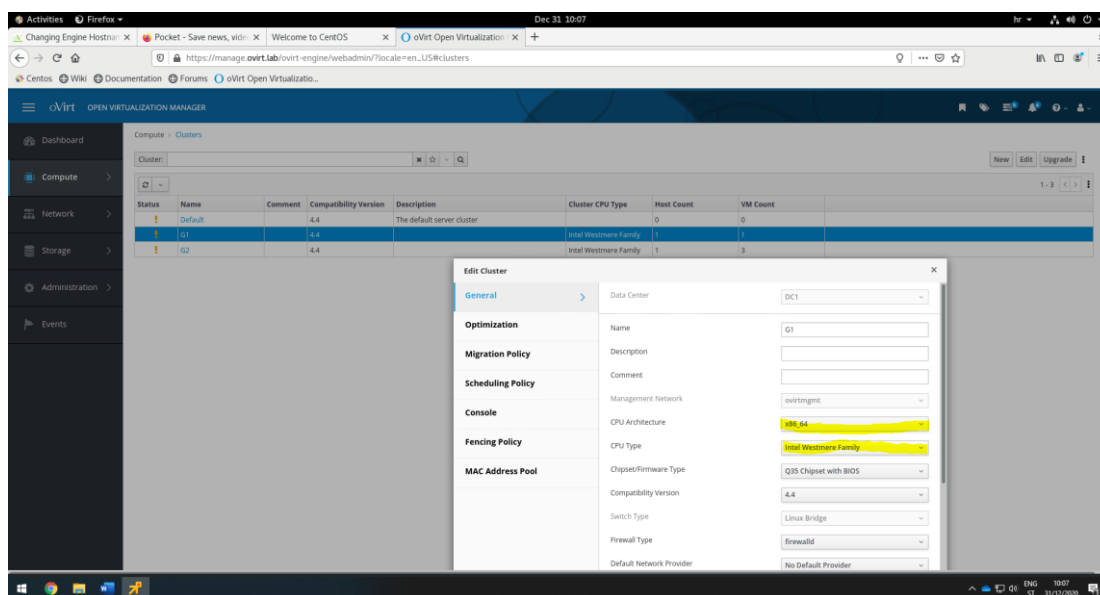 Activities Firefox Dec 31 10:07 hr
Changing Engine Hostnam Pocket - Save news, video Welcome to CentOS oVirt Open Virtualization
https://manage.ovirt.lab/ovirt-engine/webadmin/?locale=en_US#clusters
Centos Wiki Documentation Forums oVirt Open Virtualizatio...
oVirt OPEN VIRTUALIZATION MANAGER
Dashboard
Compute
Network
Storage
Administration
Events
Compute > Clusters
Cluster:
New Edit Upgrade
1-3
Status Name Comment Compatibility Version Description Cluster CPU Type Host Count VM Count
Default 4.4 The default server cluster 0 0
G1 4.4 Intel Westmere Family 1 1
G2 4.4 Intel Westmere Family 1 3
Edit Cluster
General
Optimization
Migration Policy
Scheduling Policy
Console
Fencing Policy
MAC Address Pool
Data Center DC1
Name G1
Description
Comment
Management Network ovirtmgmt
CPU Architecture x86_64
CPU Type Intel Westmere Family
Chipset/Firmware Type Q35 Chipset with BIOS
Compatibility Version 4.4
Switch Type Linux Bridge
Firewall Type firewalld
Default Network Provider No Default Provider
ENG 10:07
ST 31/12/2020